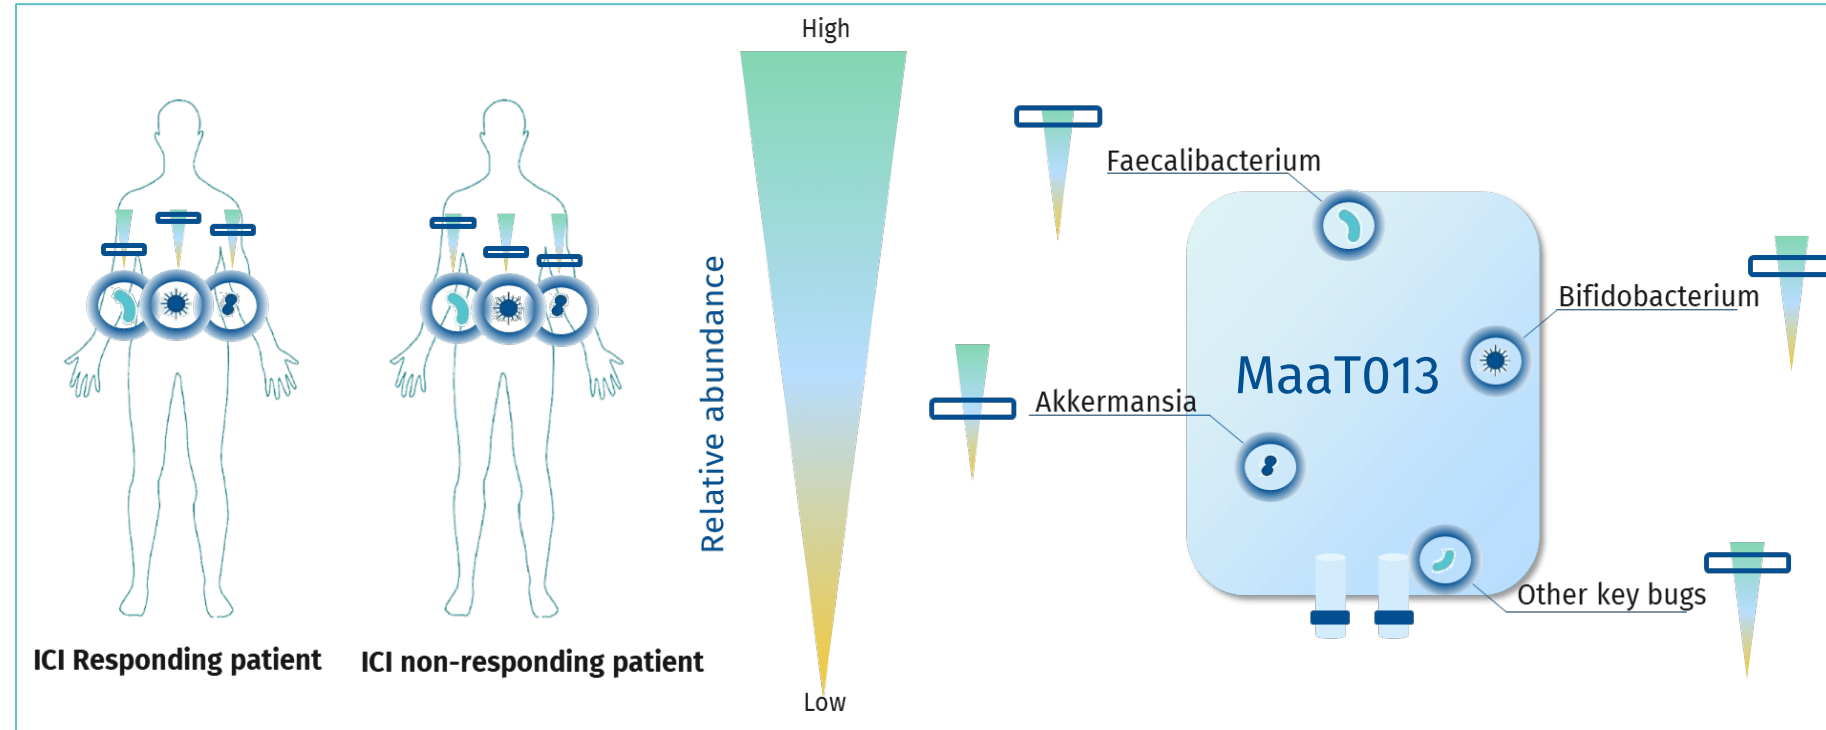 High
Faecalibacterium
Bifidobacterium
Relative abundance
MaaT013
Akkermansia
Other key bugs
ICI Responding patient
ICI non-responding patient
Low